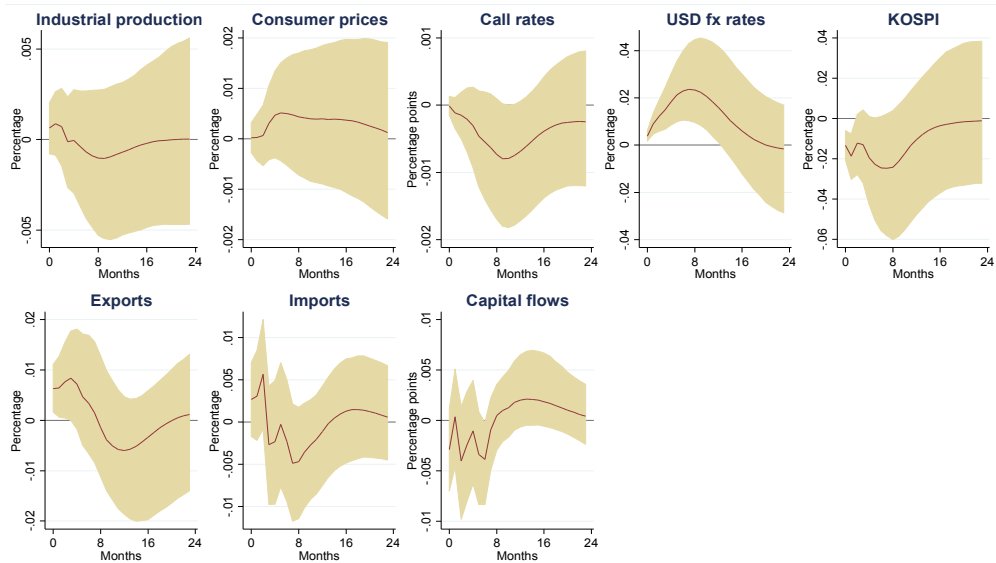 Industrial production
Percentage
.005
0
-.005
0 8 16 24
Months
Consumer prices
Percentage
.002
.001
0
-.001
-.002
0 8 16 24
Months
Call rates
Percentage points
.001
0
-.001
-.002
0 8 16 24
Months
USD fx rates
Percentage
.04
.02
0
-.02
-.04
0 8 16 24
Months
KOSPI
Percentage
.04
.02
0
-.02
-.04
-.06
0 8 16 24
Months
Exports
Percentage
.02
.01
0
-.01
-.02
0 8 16 24
Months
Imports
Percentage
.01
.005
0
-.005
-.01
0 8 16 24
Months
Capital flows
Percentage points
.01
.005
0
-.005
-.01
0 8 16 24
Months